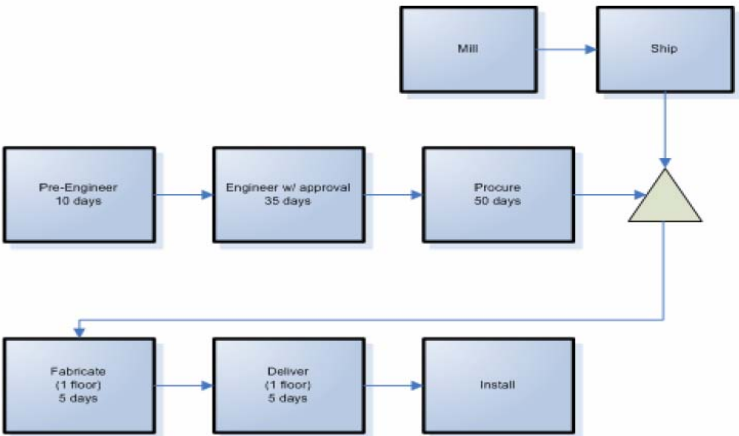 Mill
Ship
Pre-Engineer
10 days
Engineer w/ approval
35 days
Procure
50 days
Fabricate
(1 floor)
5 days
Deliver
(1 floor)
5 days
Install